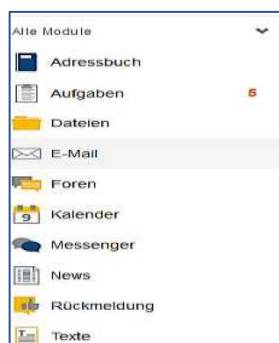 Alle Module
Adressbuch
Aufgaben 5
Dateien
E-Mail
Foren
9 Kalender
Messenger
News
Rückmeldung
Texte